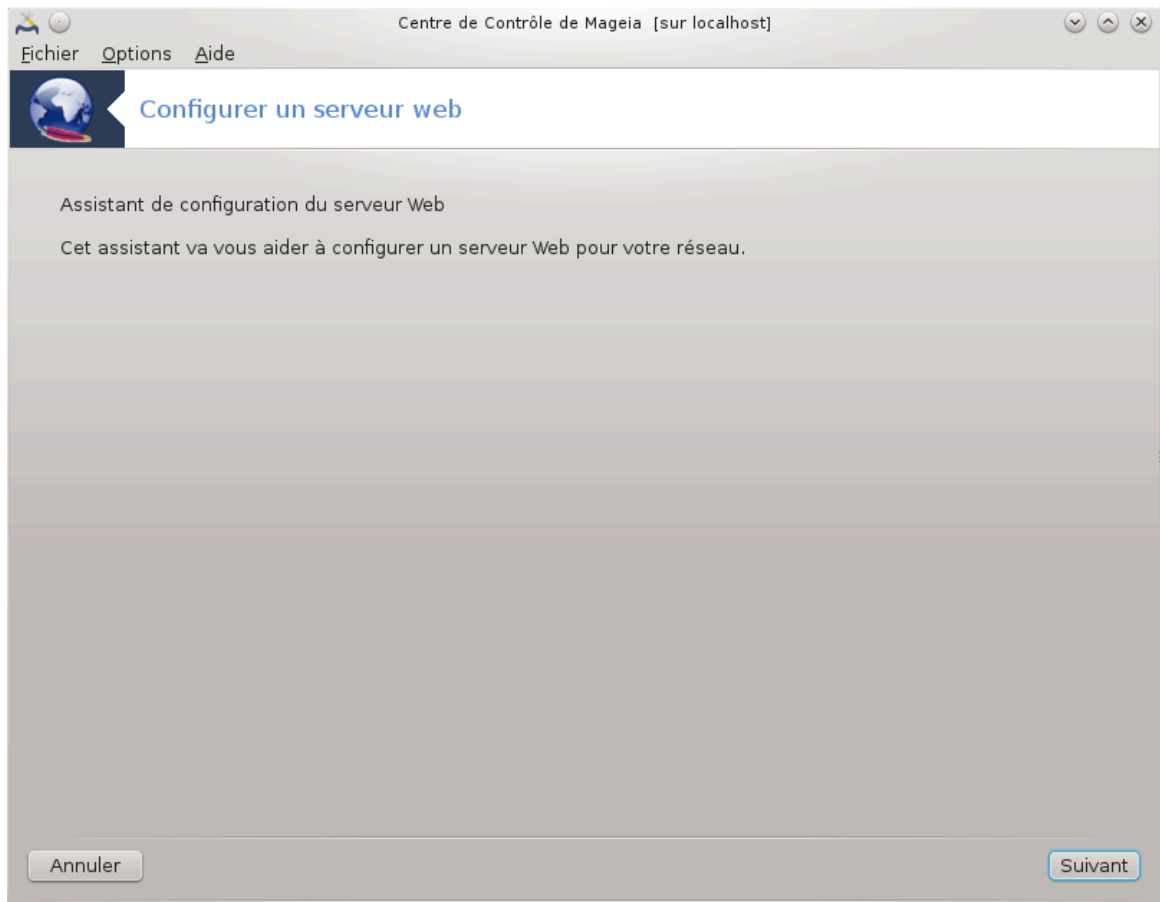 Centre de Contrôle de Mageia [sur localhost]
Fichier Options Aide
Configurer un serveur web
Assistant de configuration du serveur Web
Cet assistant va vous aider à configurer un serveur Web pour votre réseau.
Annuler Suivant